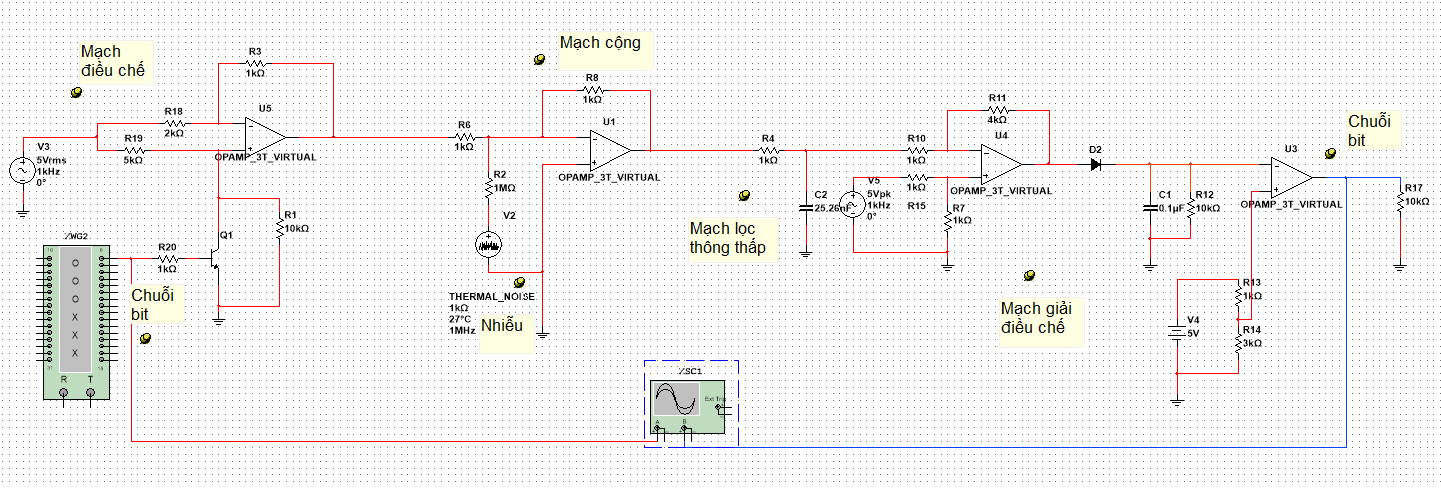 Mạch
điều chế
R3
1kΩ
R18
2kΩ
R19
5kΩ
U5
OPAMP_3T_VIRTUAL
V3
5Vrms
1kHz
0°
R1
10kΩ
Q1
R20
1kΩ
XWG2
0
8
O
O
O
X
X
X
31
15
R
T
Chuỗi
bit
Mạch cộng
R8
1kΩ
R6
1kΩ
U1
OPAMP_3T_VIRTUAL
R2
1MΩ
V2
THERMAL_NOISE
1kΩ
27°C
1MHz
Nhiễu
R4
1kΩ
C2
25.26nF
Mạch lọc
thông thấp
R11
4kΩ
R10
1kΩ
U4
OPAMP_3T_VIRTUAL
V5
5Vpk
1kHz
0°
1kΩ
R15
R7
1kΩ
Mạch giải
điều chế
D2
C1
0.1µF
R12
10kΩ
U3
OPAMP_3T_VIRTUAL
Chuỗi
bit
R17
10kΩ
R13
1kΩ
R14
3kΩ
V4
5V
XSC1
Ext Trig
A
B